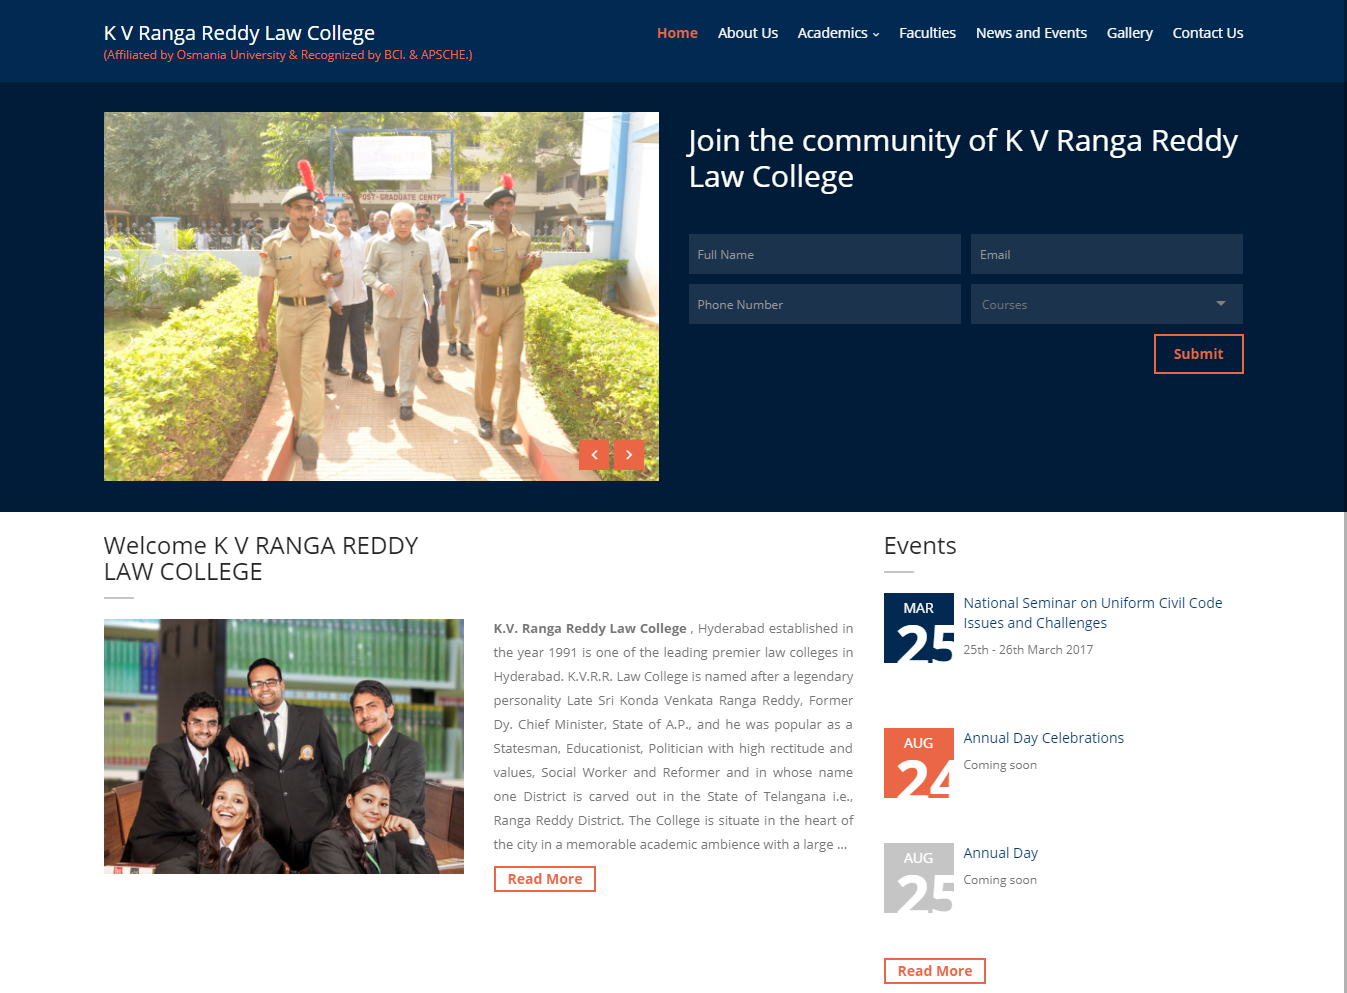 K V Ranga Reddy Law College
(Affiliated by Osmania University & Recognized by BCI. & APSCHE.)
Home About Us Academics Faculties News and Events Gallery Contact Us
POST-GRADUATE CENTRE
Join the community of K V Ranga Reddy
Law College
Full Name
Email
Phone Number
Courses
Submit
Welcome K V RANGA REDDY
LAW COLLEGE
K.V. Ranga Reddy Law College , Hyderabad established in
the year 1991 is one of the leading premier law colleges in
Hyderabad. K.V.R.R. Law College is named after a legendary
personality Late Sri Konda Venkata Ranga Reddy, Former
Dy. Chief Minister, State of A.P., and he was popular as a
Statesman, Educationist, Politician with high rectitude and
values, Social Worker and Reformer and in whose name
one District is carved out in the State of Telangana i.e.,
Ranga Reddy District. The College is situate in the heart of
the city in a memorable academic ambience with a large ...
Read More
Events
MAR
25
National Seminar on Uniform Civil Code
Issues and Challenges
25th - 26th March 2017
AUG
24
Annual Day Celebrations
Coming soon
AUG
25
Annual Day
Coming soon
Read More